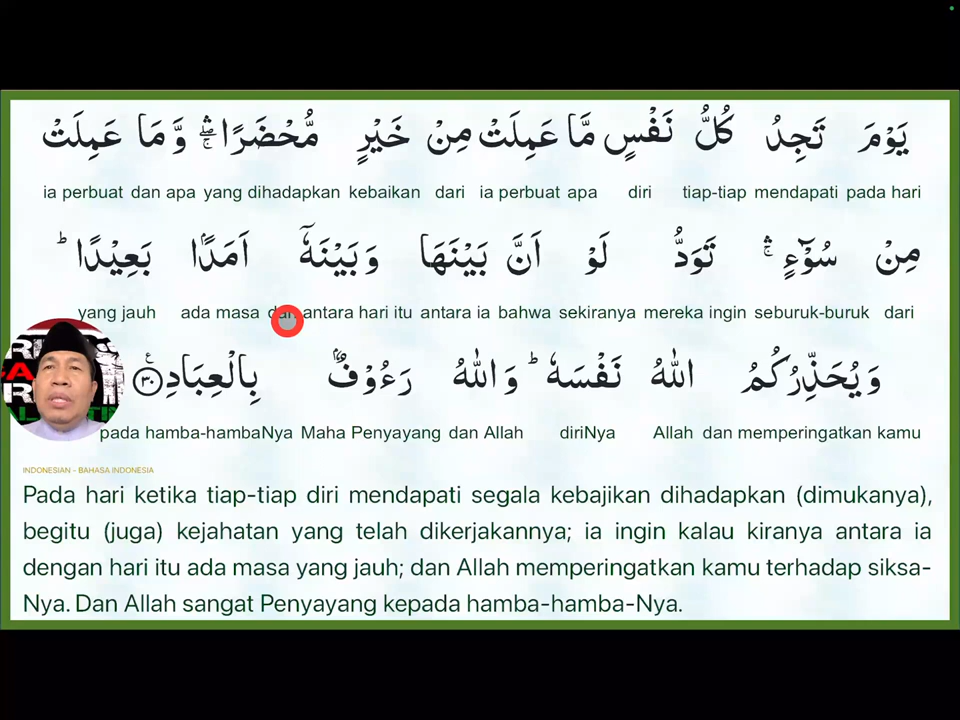 يَوْمَ تَجِدُ كُلُّ نَفْسٍ مَّا عَمِلَتْ مِنْ خَيْرٍ مُّحْضَرًا ۛۖ وَّمَا عَمِلَتْ
ia perbuat dan apa yang dihadapkan kebaikan dari ia perbuat apa diri tiap-tiap mendapati pada hari
مِنْ سُوْۤءٍ ۛ تَوَدُّ لَوْ اَنَّ بَيْنَهَا وَبَيْنَهٗٓ اَمَدًاۢ بَعِيْدًا ۗ
yang jauh ada masa dan antara hari itu antara ia bahwa sekiranya mereka ingin seburuk-buruk dari
وَيُحَذِّرُكُمُ اللّٰهُ نَفْسَهٗ ۗ وَاللّٰهُ رَءُوْفٌۢ بِالْعِبَادِ ࣖ ٣٠
pada hamba-hambaNya Maha Penyayang dan Allah diriNya Allah dan memperingatkan kamu
INDONESIAN - BAHASA INDONESIA
Pada hari ketika tiap-tiap diri mendapati segala kebajikan dihadapkan (dimukanya),
begitu (juga) kejahatan yang telah dikerjakannya; ia ingin kalau kiranya antara ia
dengan hari itu ada masa yang jauh; dan Allah memperingatkan kamu terhadap siksa-
Nya. Dan Allah sangat Penyayang kepada hamba-hamba-Nya.